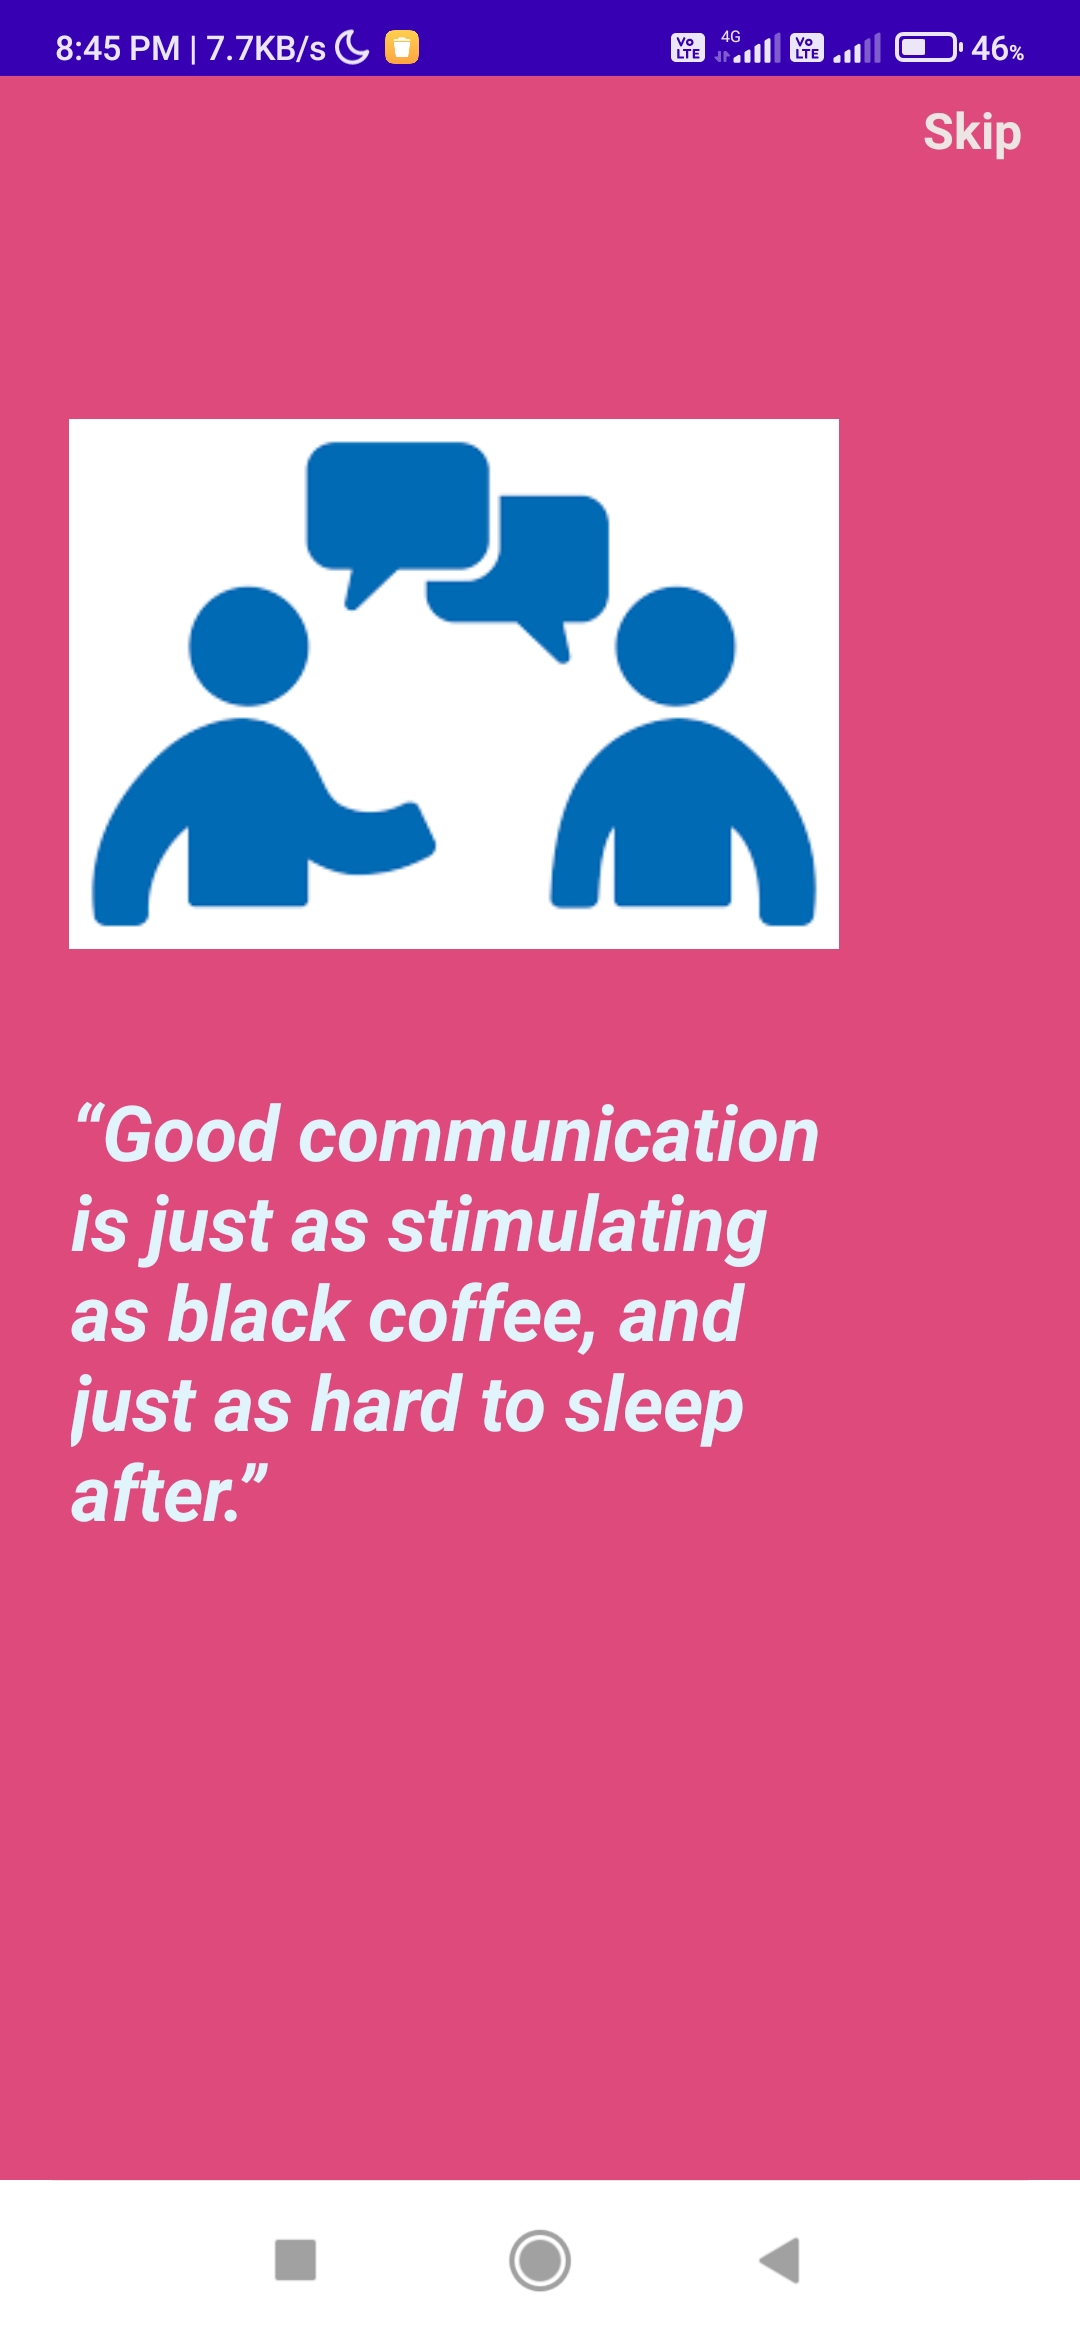 8:45 PM | 7.7KB/s
Vo LTE 4G Vo LTE 46%
Skip
“Good communication
is just as stimulating
as black coffee, and
just as hard to sleep
after.”